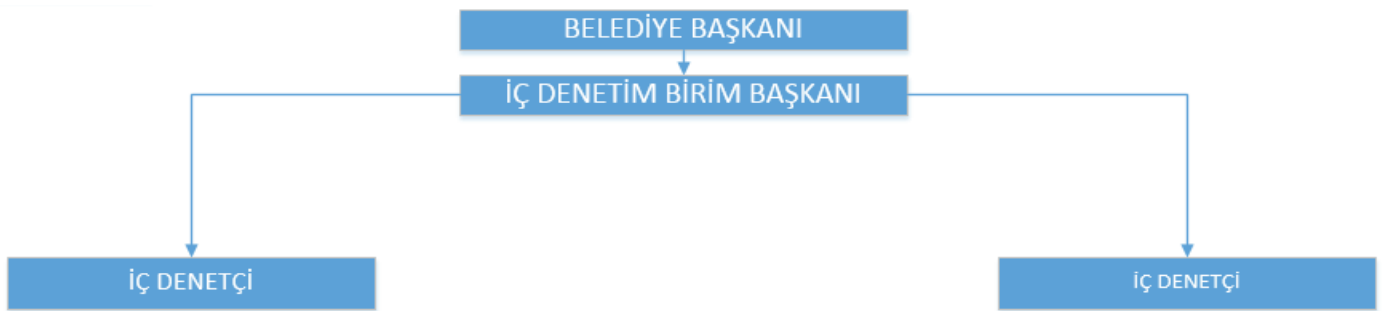 BELEDİYE BAŞKANI
İÇ DENETİM BİRİM BAŞKANI
İÇ DENETÇİ
İÇ DENETÇİ